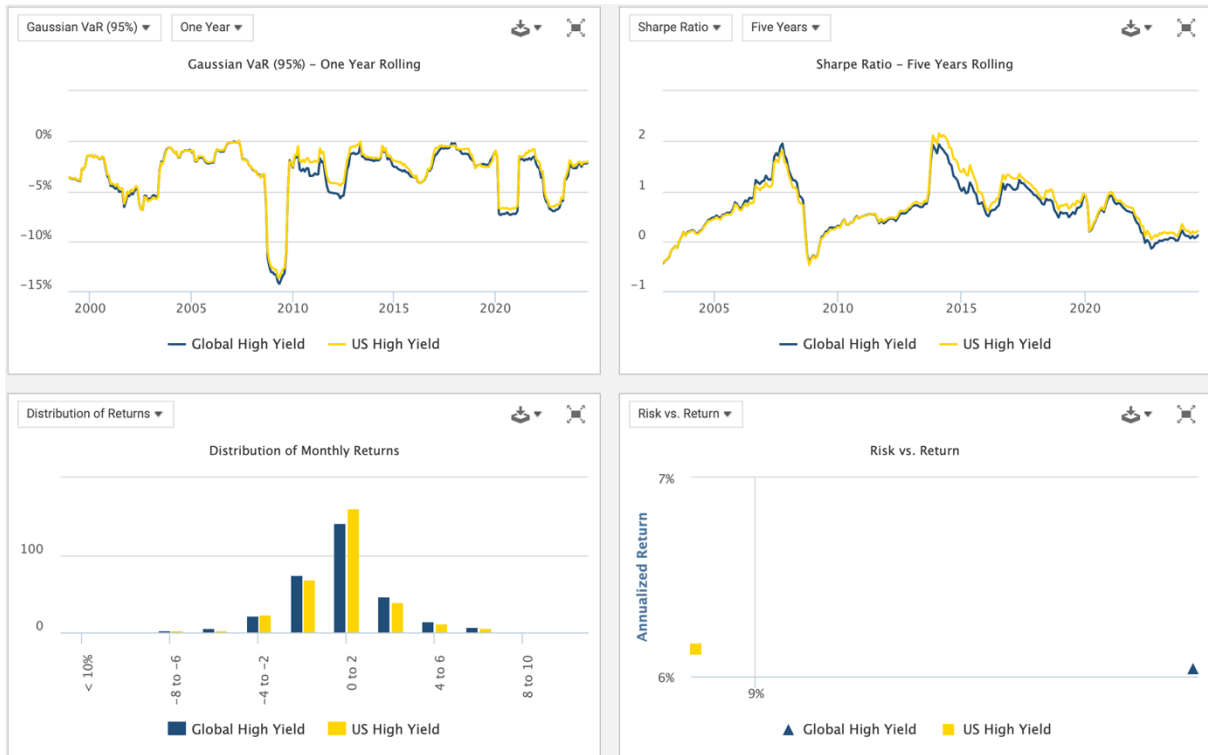 Gaussian VaR (95%) One Year
Gaussian VaR (95%) – One Year Rolling
0%
−5%
−10%
−15%
2000 2005 2010 2015 2020
Global High Yield US High Yield
Sharpe Ratio Five Years
Sharpe Ratio – Five Years Rolling
2
1
0
−1
2005 2010 2015 2020
Global High Yield US High Yield
Distribution of Returns
Distribution of Monthly Returns
100
0
< 10% −8 to −6 −4 to −2 0 to 2 4 to 6 8 to 10
Global High Yield US High Yield
Risk vs. Return
Risk vs. Return
7%
Annualized Return
6%
9%
Global High Yield US High Yield